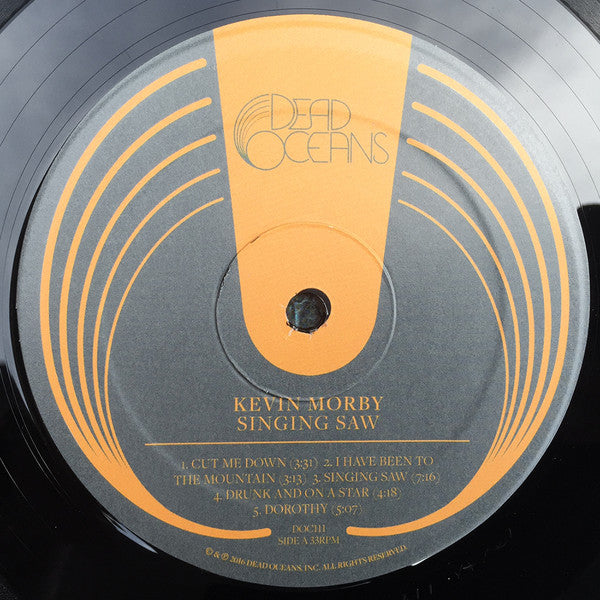 DEAD
OCEANS
KEVIN MORBY
SINGING SAW
1. CUT ME DOWN (3:31) 2. I HAVE BEEN TO
THE MOUNTAIN (3:13) 3. SINGING SAW (7:16)
4. DRUNK AND ON A STAR (4:18)
5. DOROTHY (5:07)
DOC111
SIDE A 33RPM
© & ℗ 2016 DEAD OCEANS, INC. ALL RIGHTS RESERVED.